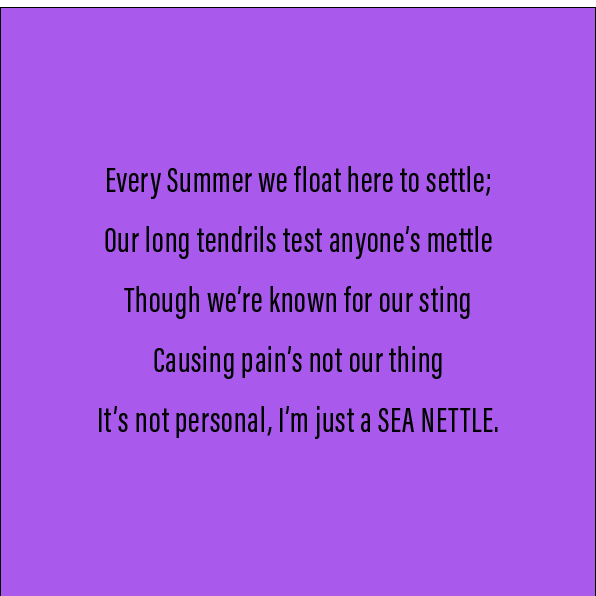 Every Summer we float here to settle;
Our long tendrils test anyone’s mettle
Though we’re known for our sting
Causing pain’s not our thing
It’s not personal, I’m just a SEA NETTLE.